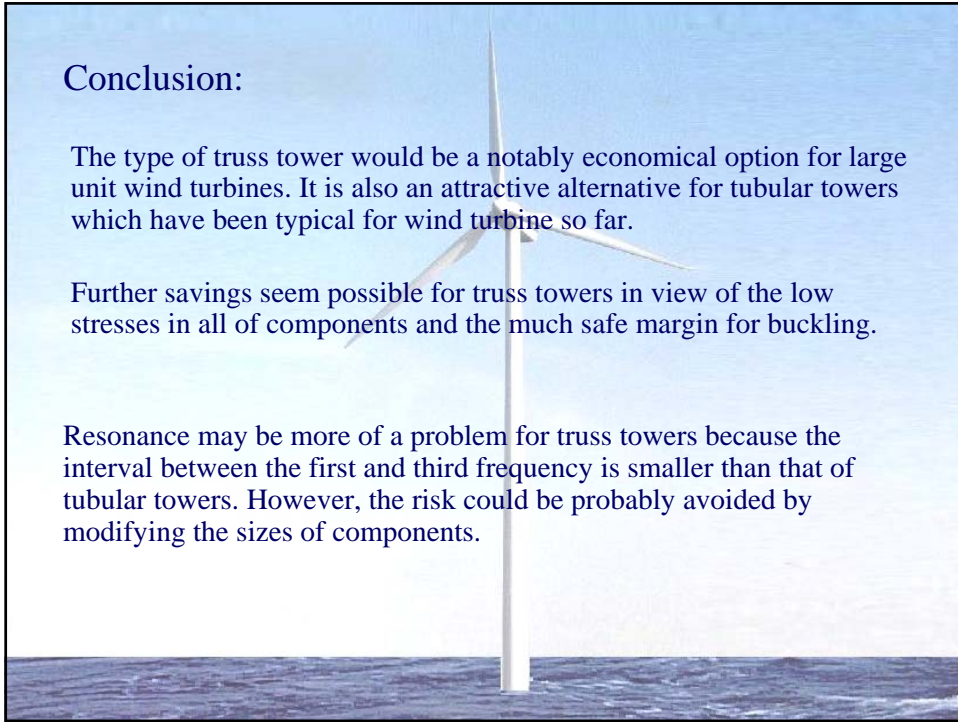 Conclusion:
The type of truss tower would be a notably economical option for large
unit wind turbines. It is also an attractive alternative for tubular towers
which have been typical for wind turbine so far.
Further savings seem possible for truss towers in view of the low
stresses in all of components and the much safe margin for buckling.
Resonance may be more of a problem for truss towers because the
interval between the first and third frequency is smaller than that of
tubular towers. However, the risk could be probably avoided by
modifying the sizes of components.